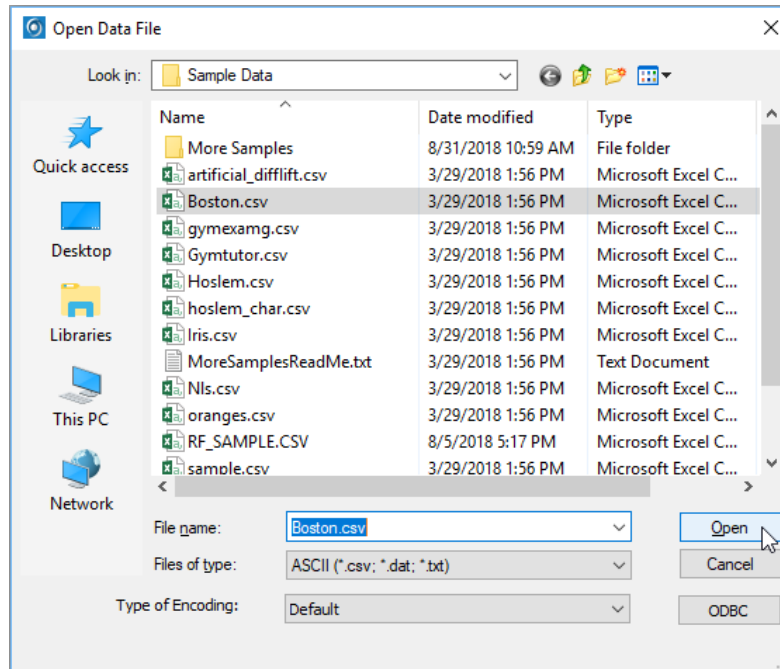 Open Data File
Look in: Sample Data
Name Date modified Type
More Samples 8/31/2018 10:59 AM File folder
artificial_difflift.csv 3/29/2018 1:56 PM Microsoft Excel C...
Boston.csv 3/29/2018 1:56 PM Microsoft Excel C...
gymexamg.csv 3/29/2018 1:56 PM Microsoft Excel C...
Gymtutor.csv 3/29/2018 1:56 PM Microsoft Excel C...
Hoslem.csv 3/29/2018 1:56 PM Microsoft Excel C...
hoslem_char.csv 3/29/2018 1:56 PM Microsoft Excel C...
Iris.csv 3/29/2018 1:56 PM Microsoft Excel C...
MoreSamplesReadMe.txt 3/29/2018 1:56 PM Text Document
Nls.csv 3/29/2018 1:56 PM Microsoft Excel C...
oranges.csv 3/29/2018 1:56 PM Microsoft Excel C...
RF_SAMPLE.CSV 8/5/2018 5:17 PM Microsoft Excel C...
sample.csv 3/29/2018 1:56 PM Microsoft Excel C...
Quick access
Desktop
Libraries
This PC
Network
File name: Boston.csv Open
Files of type: ASCII (*.csv; *.dat; *.txt) Cancel
Type of Encoding: Default ODBC